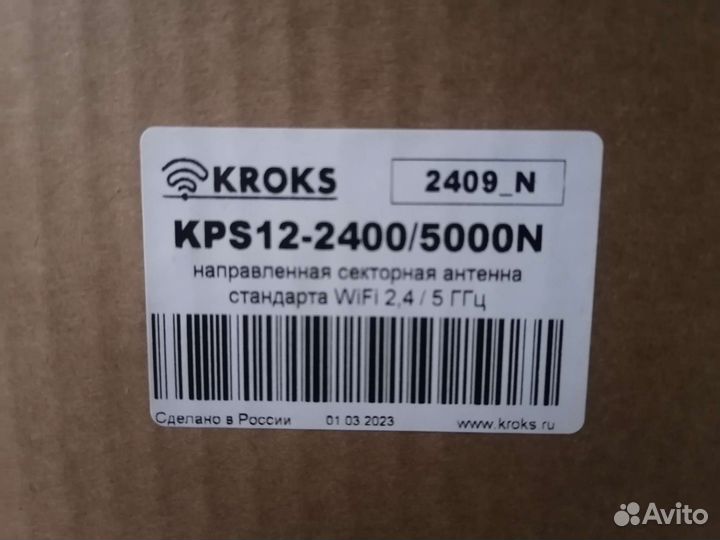 KROKS
2409_N
KPS12-2400/5000N
направленная секторная антенна
стандарта WiFi 2,4 / 5 ГГц
Сделано в России 01 03 2023 www.kroks ru
Avito